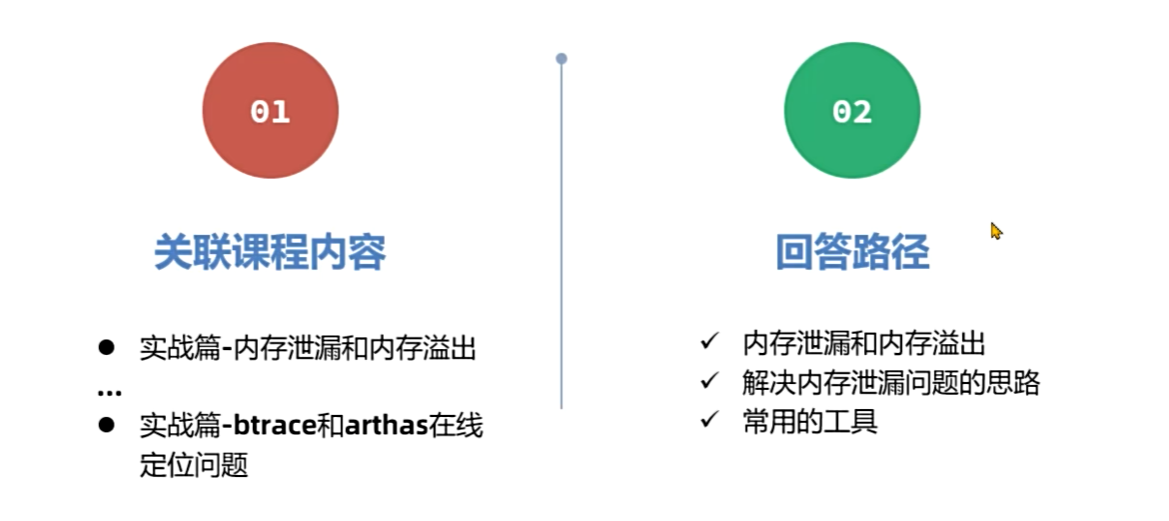 01
关联课程内容
● 实战篇-内存泄漏和内存溢出
...
● 实战篇-btrace和arthas在线
定位问题
02
回答路径
✓ 内存泄漏和内存溢出
✓ 解决内存泄漏问题的思路
✓ 常用的工具